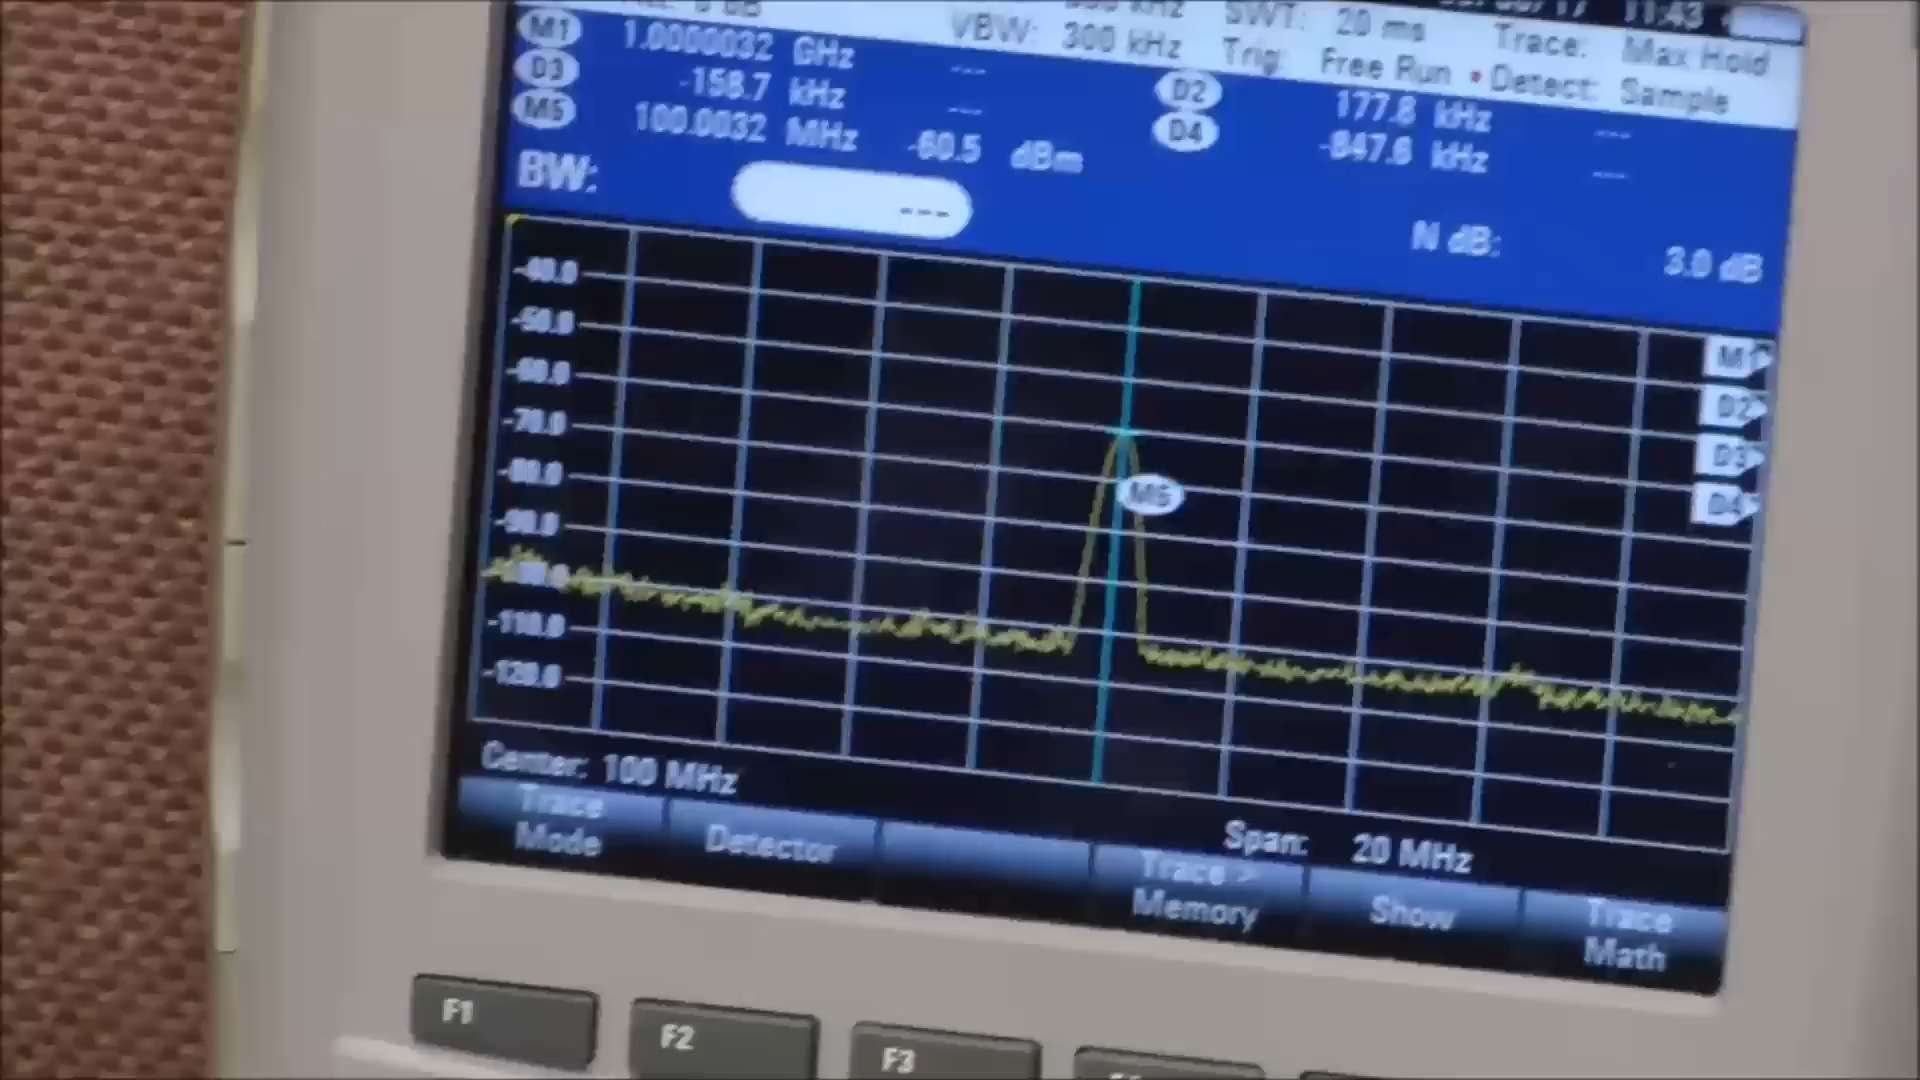 SWT: 20 ms 11:43
VBW: 300 kHz Trig: Free Run Trace: Max Hold
Detect: Sample
M1 1.0000032 GHz ---
D2 177.8 kHz ---
D3 -158.7 kHz ---
D4 -847.6 kHz ---
M5 100.0032 MHz -60.5 dBm
BW: ---
N dB: 3.0 dB
-40.0
-50.0
-60.0
-70.0
-80.0
-90.0
-100.0
-110.0
-120.0
M5
M1
D2
D3
D4
Center: 100 MHz
Span: 20 MHz
Trace Mode
Detector
Trace > Memory
Show
Trace Math
F1
F2
F3